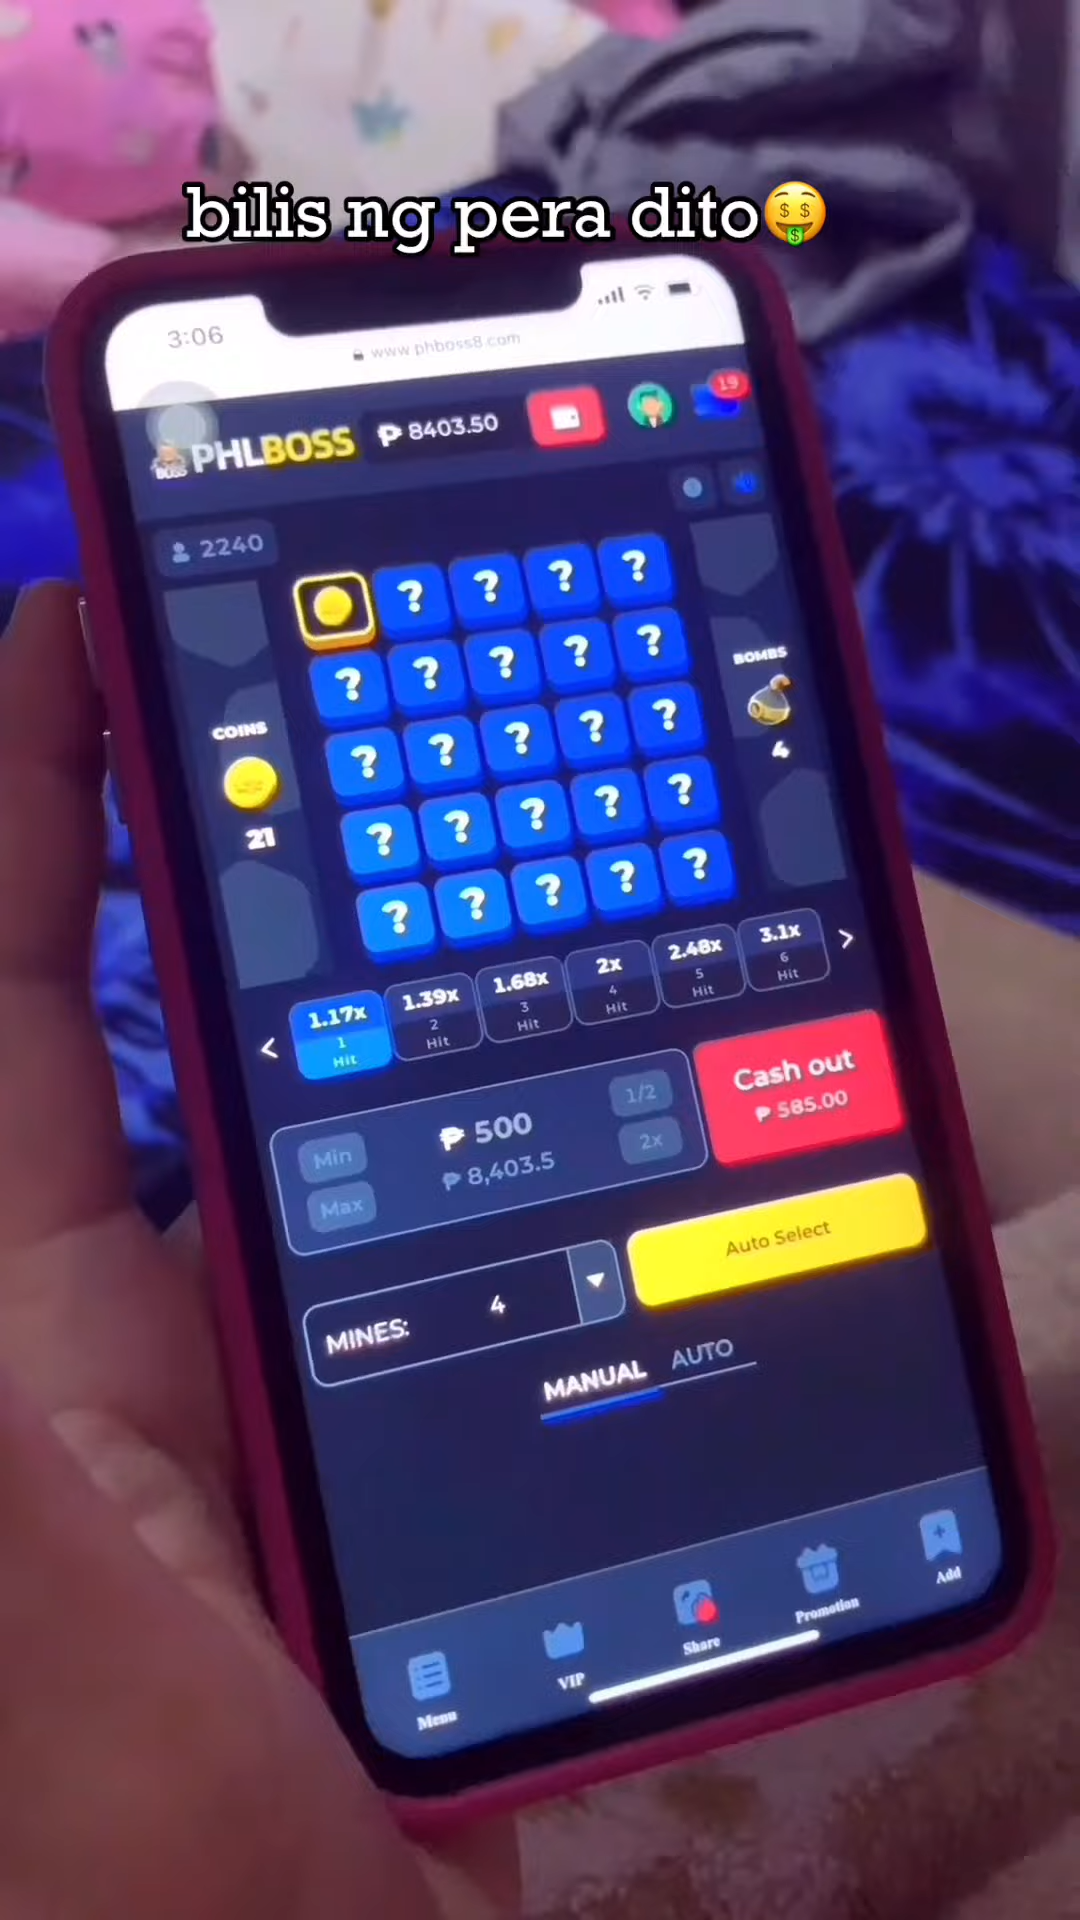 bilis ng pera dito🤑
3:06
www.phboss8.com
BOSS
PHLBOSS
₱ 8403.50
19
2240
? ? ? ?
? ? ? ? ?
? ? ? ? ?
? ? ? ? ?
? ? ? ? ?
COINS
21
BOMBS
4
< 1.17x 1.39x 1.68x 2x 2.48x 3.1x >
1 2 3 4 5 6
Hit Hit Hit Hit Hit Hit
Min ₱ 500 1/2
Max ₱ 8,403.5 2x
Cash out
₱ 585.00
MINES: 4
Auto Select
MANUAL AUTO
Menu VIP Share Promotion Add